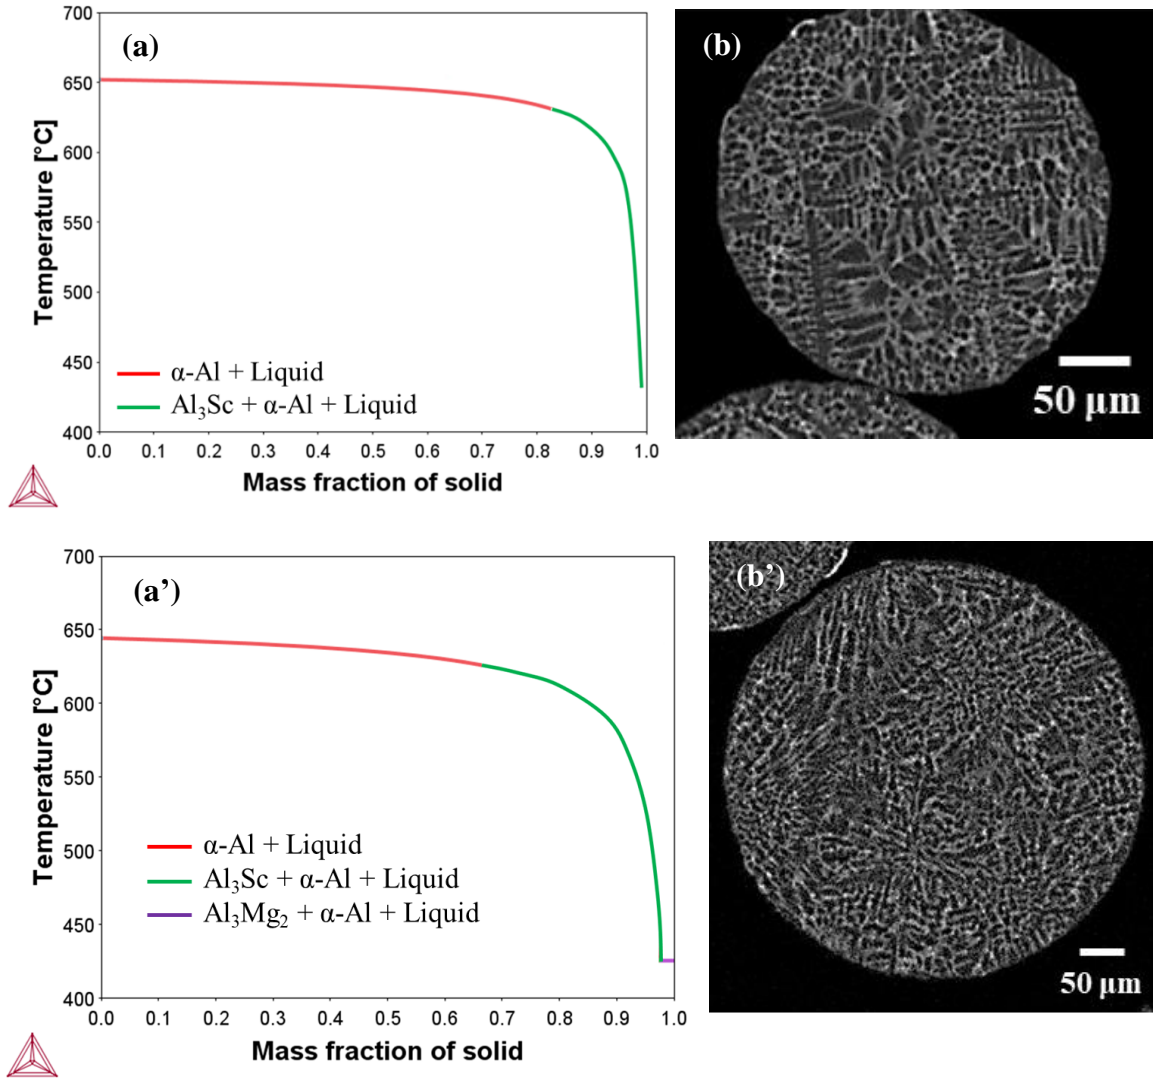 (a)
700
650
600
550
500
450
400
Temperature [°C]
α-Al + Liquid
Al₃Sc + α-Al + Liquid
0.0 0.1 0.2 0.3 0.4 0.5 0.6 0.7 0.8 0.9 1.0
Mass fraction of solid
(b)
50 µm
(a’)
700
650
600
550
500
450
400
Temperature [°C]
α-Al + Liquid
Al₃Sc + α-Al + Liquid
Al₃Mg₂ + α-Al + Liquid
0.0 0.1 0.2 0.3 0.4 0.5 0.6 0.7 0.8 0.9 1.0
Mass fraction of solid
(b’)
50 µm